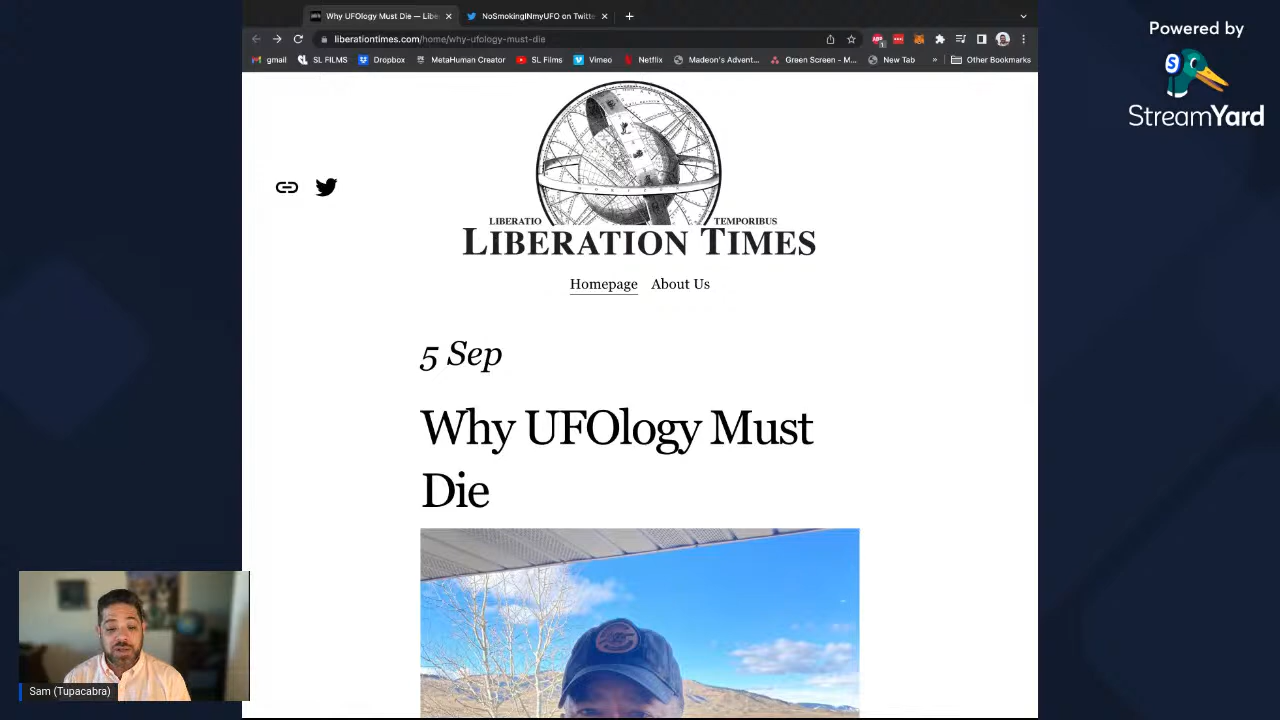 Why UFOlogy Must Die — Libe
NoSmokingINmyUFO on Twitte
Powered by
StreamYard
liberationtimes.com/home/why-ufology-must-die
gmail
SL FILMS
Dropbox
MetaHuman Creator
SL Films
Vimeo
Netflix
Madeon's Advent...
Green Screen - M...
New Tab
»
Other Bookmarks
LIBERATIO
TEMPORIBUS
LIBERATION TIMES
Homepage
About Us
5 Sep
Why UFOlogy Must
Die
Sam (Tupacabra)